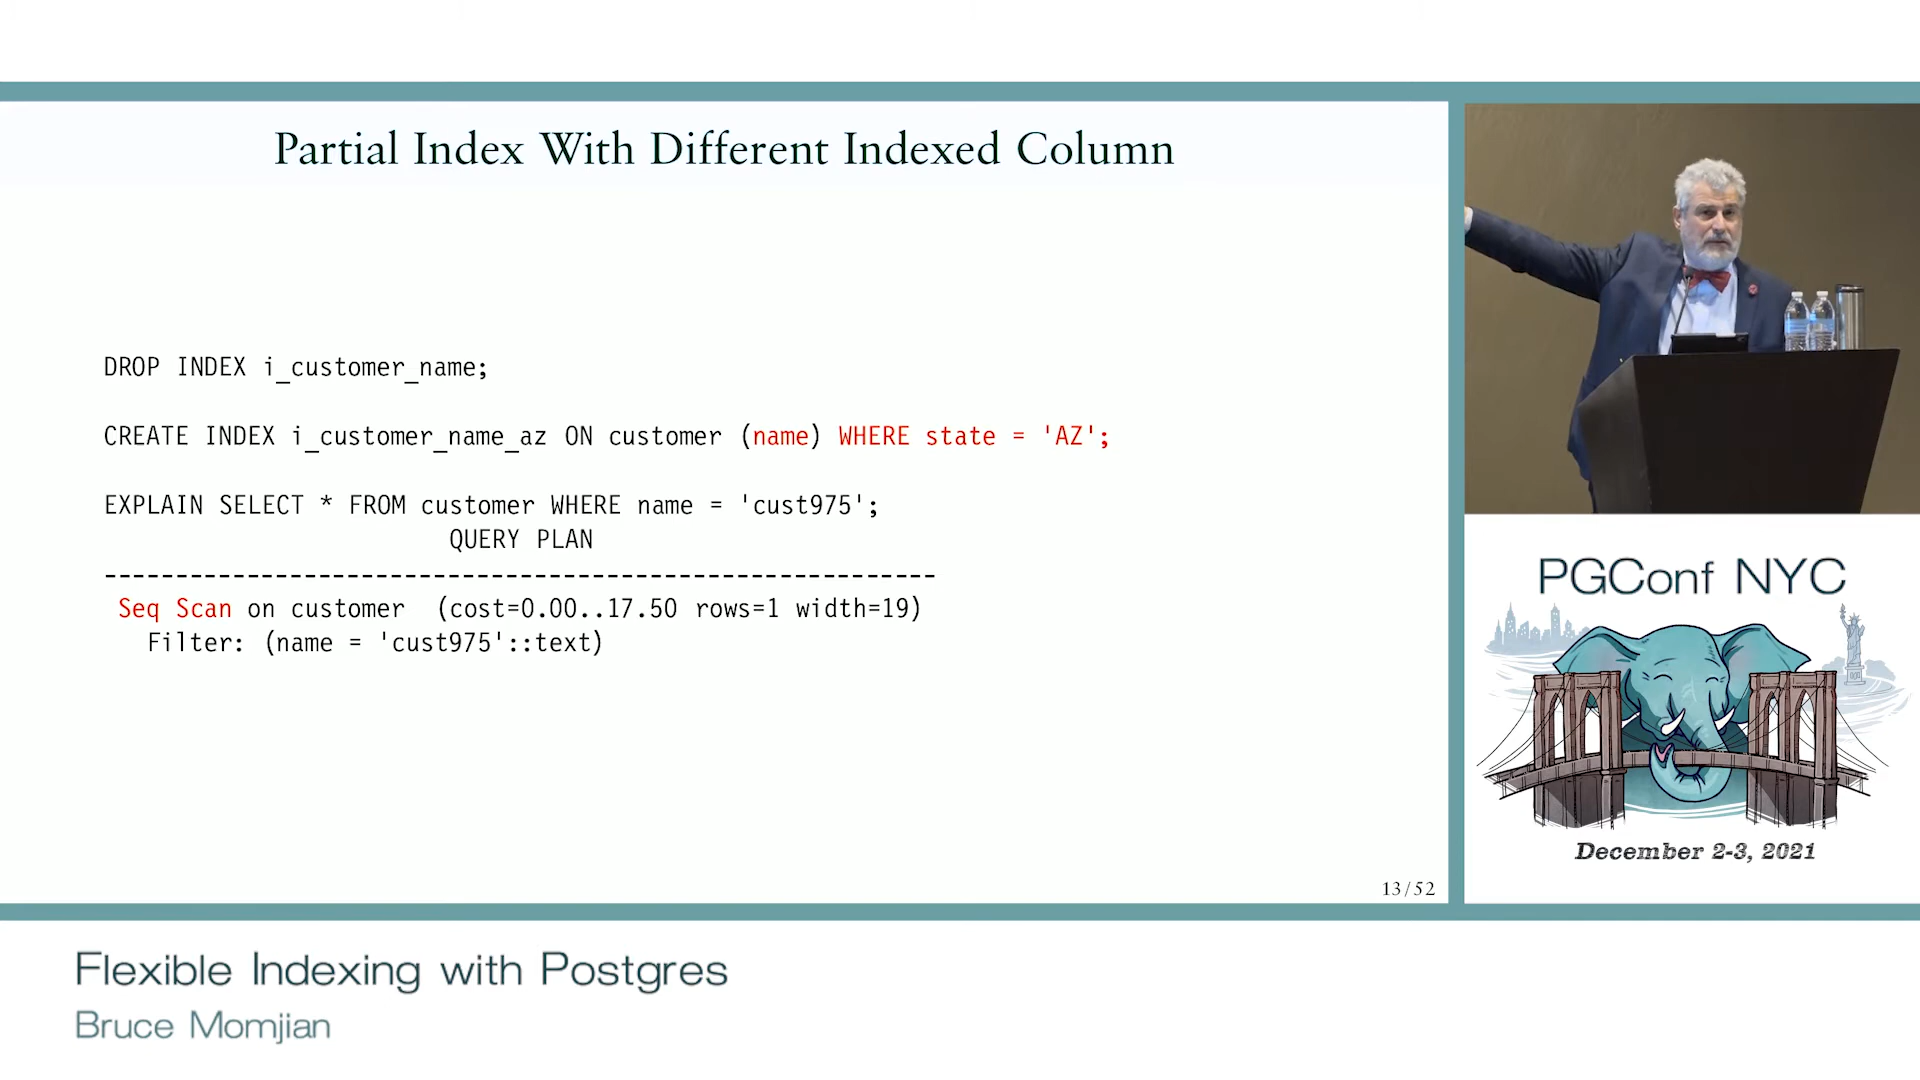 Partial Index With Different Indexed Column
DROP INDEX i_customer_name;
CREATE INDEX i_customer_name_az ON customer (name) WHERE state = 'AZ';
EXPLAIN SELECT * FROM customer WHERE name = 'cust975';
QUERY PLAN
----------------------------------------------------------
Seq Scan on customer  (cost=0.00..17.50 rows=1 width=19)
Filter: (name = 'cust975'::text)
13/52
PGConf NYC
December 2-3, 2021
Flexible Indexing with Postgres
Bruce Momjian